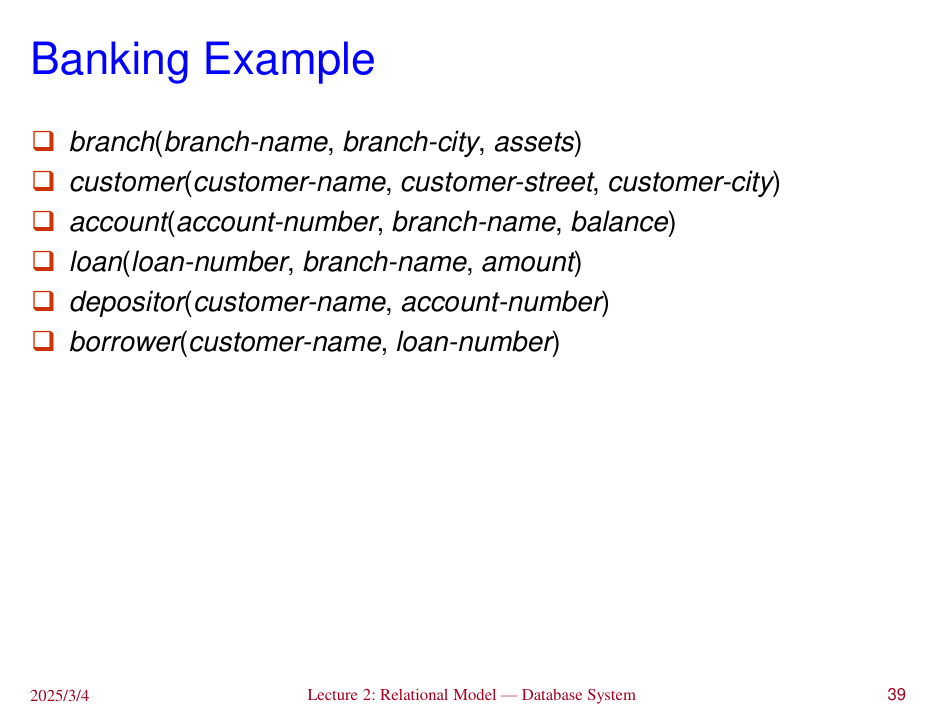 Banking Example
❑ branch(branch-name, branch-city, assets)
❑ customer(customer-name, customer-street, customer-city)
❑ account(account-number, branch-name, balance)
❑ loan(loan-number, branch-name, amount)
❑ depositor(customer-name, account-number)
❑ borrower(customer-name, loan-number)
2025/3/4 Lecture 2: Relational Model — Database System 39